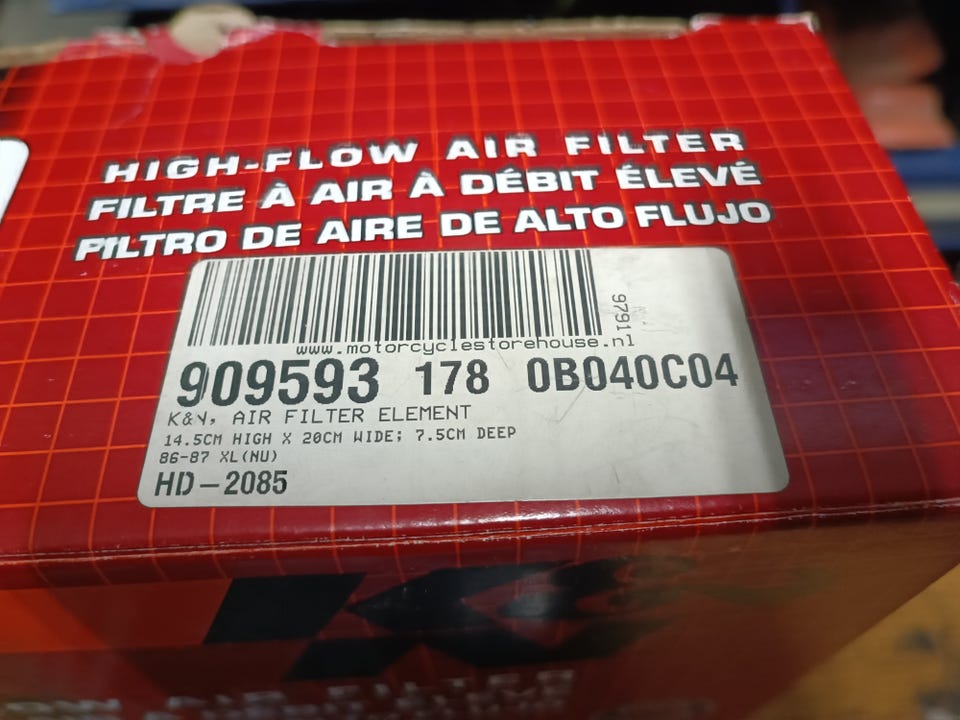 HIGH-FLOW AIR FILTER
FILTRE À AIR À DÉBIT ÉLEVÉ
FILTRO DE AIRE DE ALTO FLUJO
9791
www.motorcyclestorehouse.nl
909593 178 0B040C04
K&N, AIR FILTER ELEMENT
14.5CM HIGH X 20CM WIDE; 7.5CM DEEP
86-87 XL(NU)
HD-2085
K&N
AIR FILTER